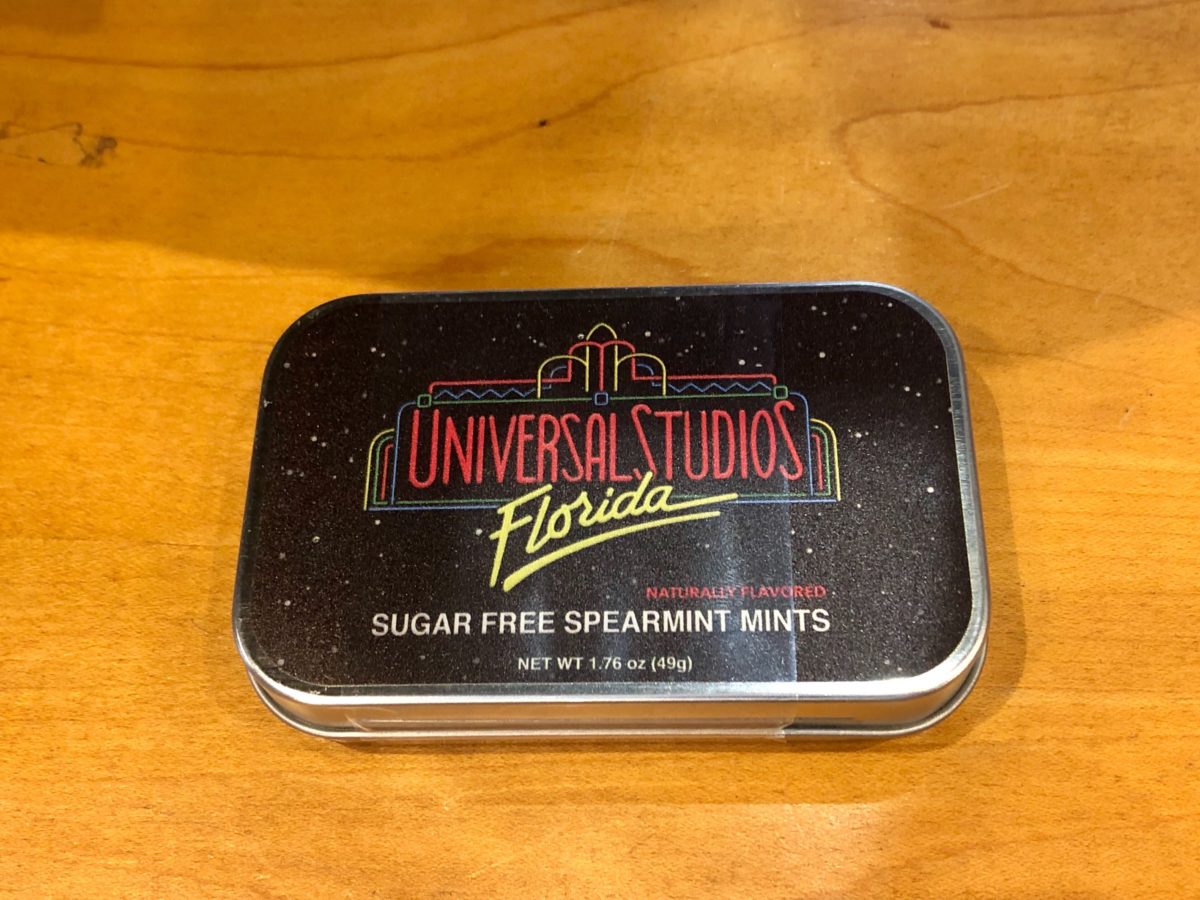 UNIVERSAL STUDIOS
Florida
NATURALLY FLAVORED
SUGAR FREE SPEARMINT MINTS
NET WT 1.76 oz (49g)